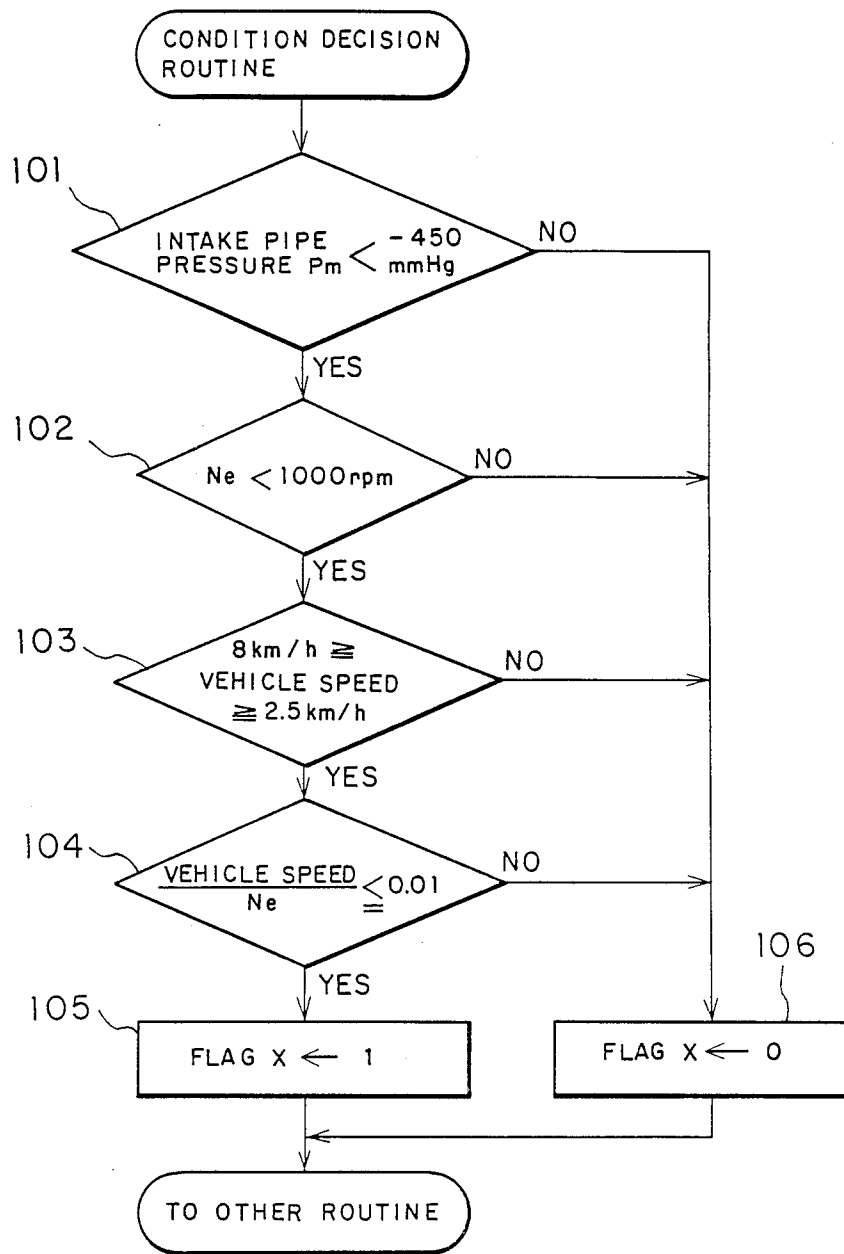 CONDITION DECISION
ROUTINE
101
INTAKE PIPE
PRESSURE Pm < -450
mmHg
NO
YES
102
Ne < 1000rpm
NO
YES
103
8km/h ≧
VEHICLE SPEED
≧ 2.5km/h
NO
YES
104
VEHICLE SPEED
Ne
≦ 0.01
NO
YES
105
FLAG X ← 1
106
FLAG X ← 0
TO OTHER ROUTINE